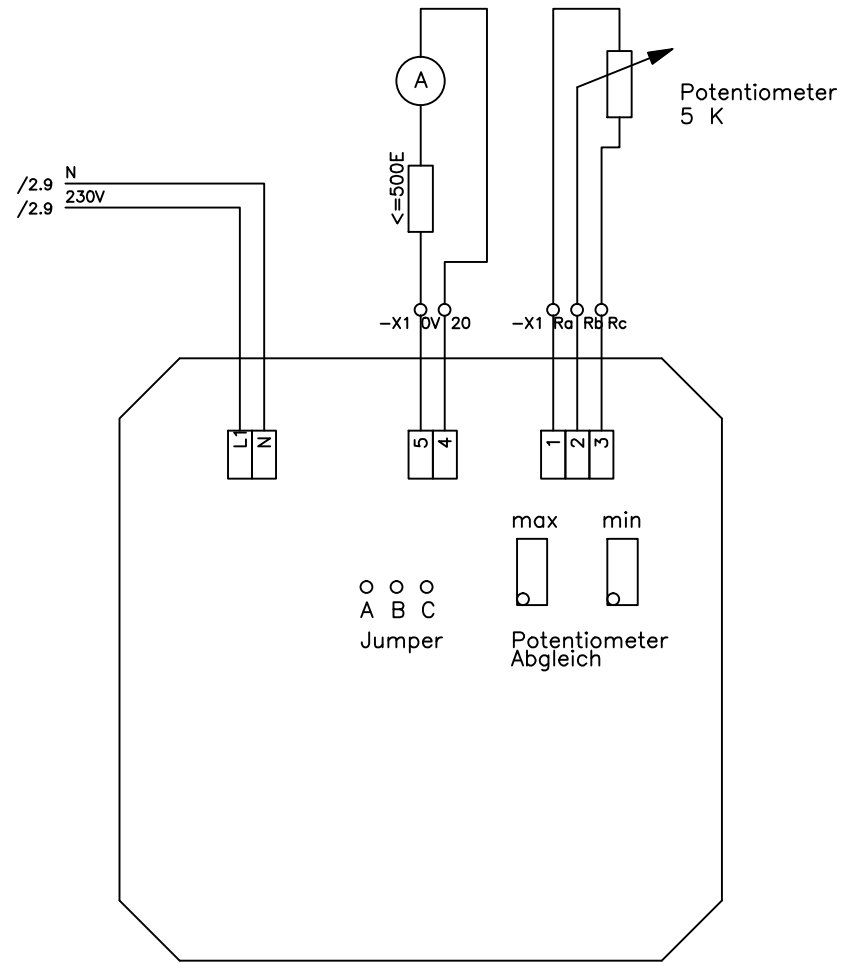 A
Potentiometer
5 K
<=500E
/2.9 N
/2.9 230V
-X1 0V 20
-X1 Ra Rb Rc
L1 N
5 4
1 2 3
max min
A B C
Jumper
Potentiometer
Abgleich